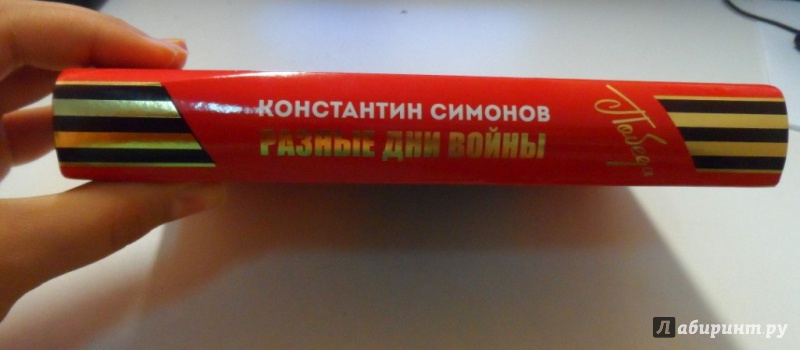 КОНСТАНТИН СИМОНОВ
РАЗНЫЕ ДНИ ВОЙНЫ
Победа
Лабиринт.ру